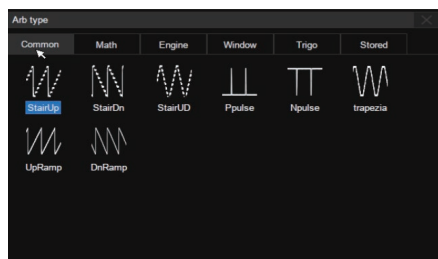 Arb type
Common Math Engine Window Trigo Stored
StairUp StairDn StairUD Ppulse Npulse trapezia
UpRamp DnRamp